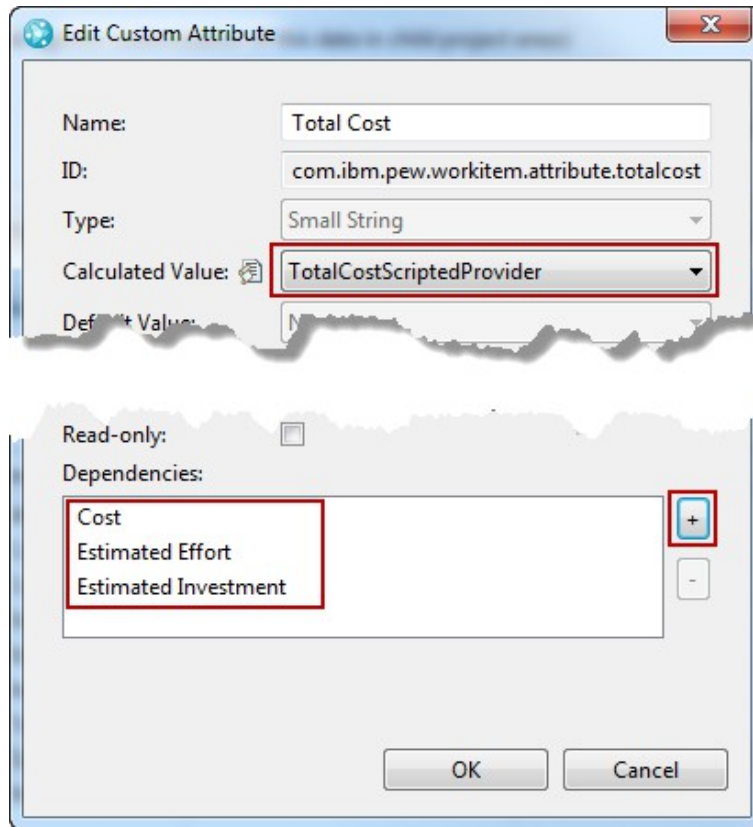 Edit Custom Attribute
Name: Total Cost
ID: com.ibm.pew.workitem.attribute.totalcost
Type: Small String
Calculated Value: TotalCostScriptedProvider
Read-only:
Dependencies:
Cost
+
Estimated Effort
Estimated Investment
-
OK Cancel